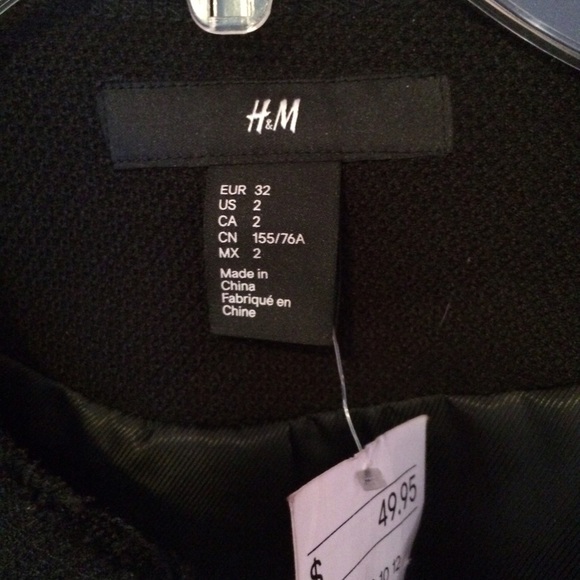 H&M
EUR 32
US 2
CA 2
CN 155/76A
MX 2
Made in
China
Fabriqué en
Chine
49.95
$